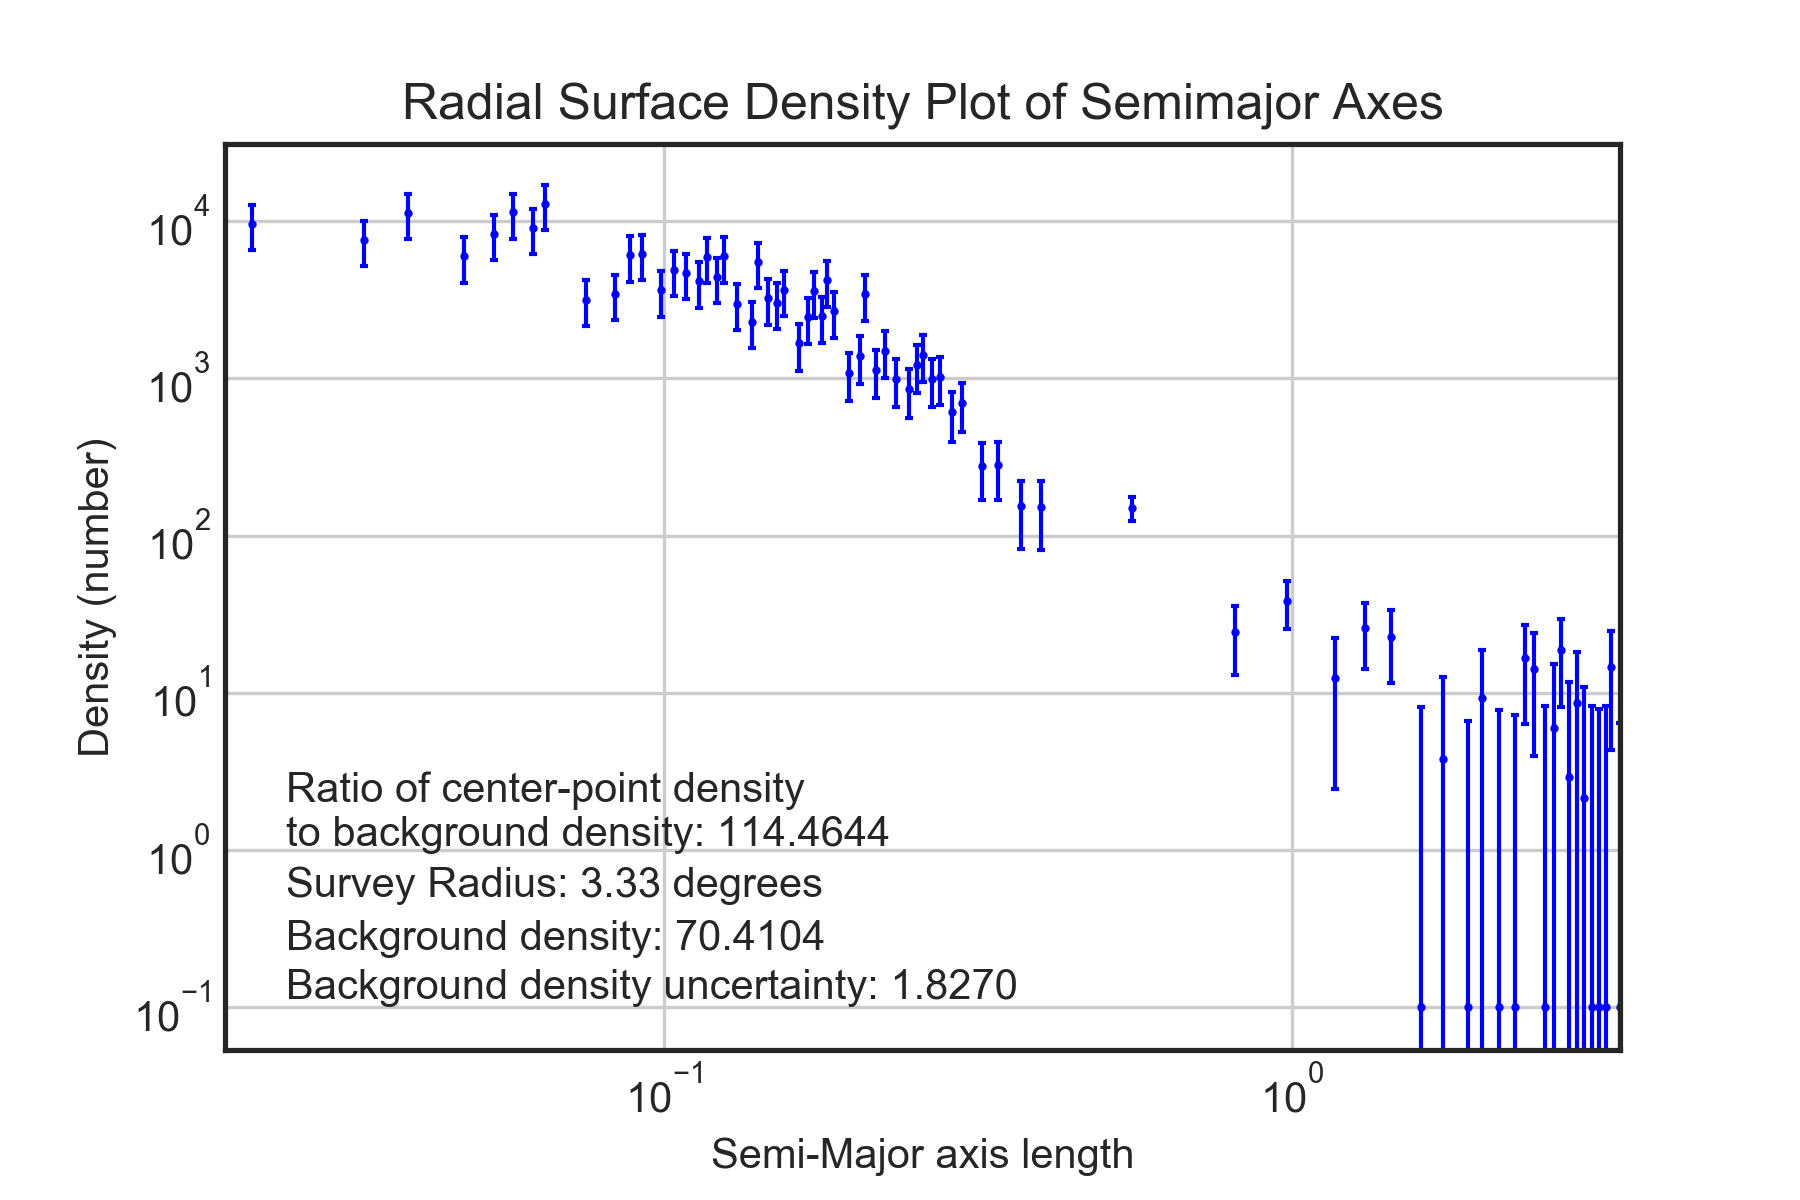 Radial Surface Density Plot of Semimajor Axes
Density (number)
10^4
10^3
10^2
10^1
10^0
10^−1
Ratio of center-point density
to background density: 114.4644
Survey Radius: 3.33 degrees
Background density: 70.4104
Background density uncertainty: 1.8270
10^−1
10^0
Semi-Major axis length